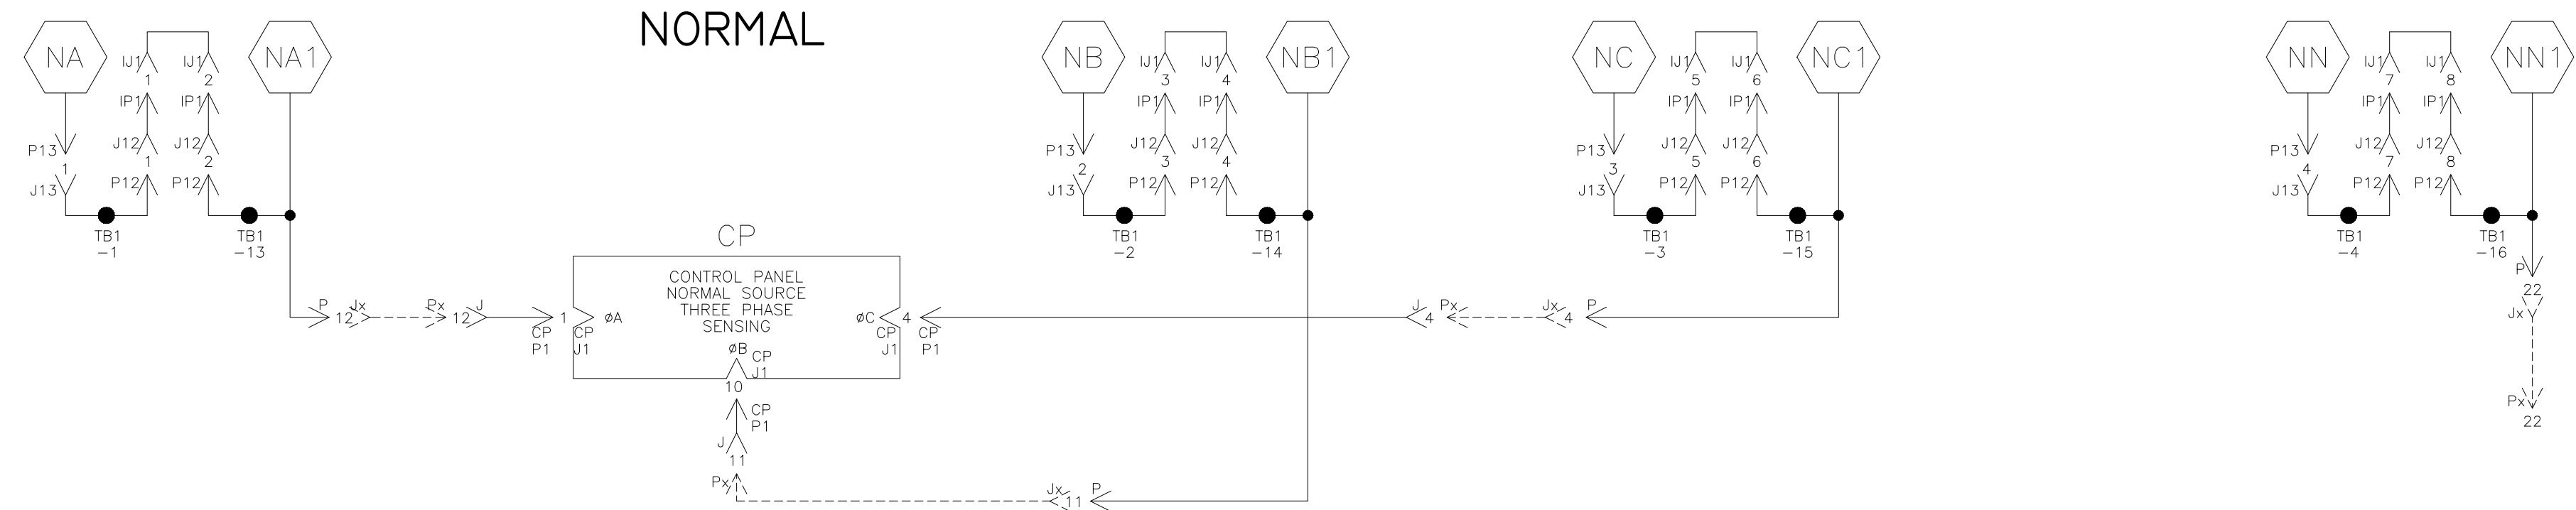 NORMAL
NA
IJ1
1
IJ1
2
NA1
IP1
IP1
P13
1
J13
J12
1
J12
2
P12
P12
TB1
-1
TB1
-13
NB
IJ1
3
IJ1
4
NB1
IP1
IP1
P13
2
J13
J12
3
J12
4
P12
P12
TB1
-2
TB1
-14
NC
IJ1
5
IJ1
6
NC1
IP1
IP1
P13
3
J13
J12
5
J12
6
P12
P12
TB1
-3
TB1
-15
NN
IJ1
7
IJ1
8
NN1
IP1
IP1
P13
4
J13
J12
7
J12
8
P12
P12
TB1
-4
TB1
-16
P
22
Jx
Px
22
CP
CONTROL PANEL
NORMAL SOURCE
THREE PHASE
SENSING
P
12
Jx
Px
12
J
1
øA
CP
P1
CP
J1
øC
4
CP
J1
CP
P1
J
4
Px
Jx
4
P
øB
CP
J1
10
CP
P1
J
11
Px
Jx
11
P